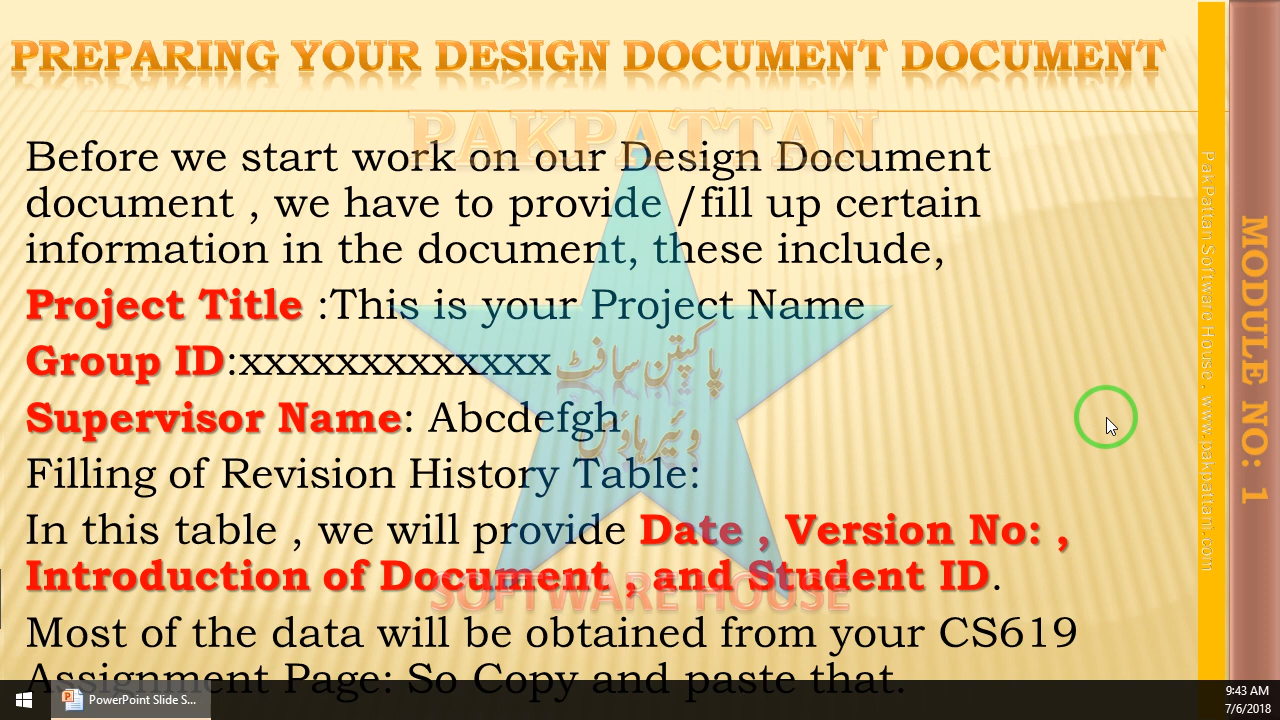 PREPARING YOUR DESIGN DOCUMENT DOCUMENT
PAKPATTAN
Before we start work on our Design Document
document , we have to provide /fill up certain
information in the document, these include,
Project Title :This is your Project Name
Group ID:xxxxxxxxxxxxx
Supervisor Name: Abcdefgh
Filling of Revision History Table:
In this table , we will provide Date , Version No: ,
Introduction of Document , and Student ID.
Most of the data will be obtained from your CS619
Assignment Page: So Copy and paste that.
پاکپتن سافٹ
وئیر ہاؤس
SOFTWARE HOUSE
PakPattan Software House , www.pakpattani.com
MODULE NO: 1
PowerPoint Slide S...
9:43 AM
7/6/2018